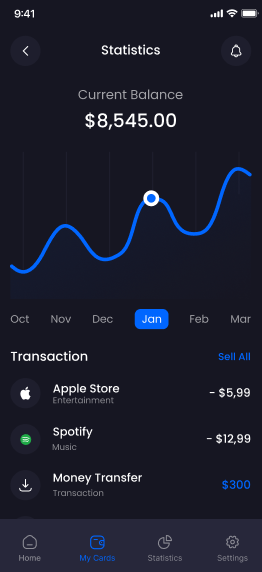 9:41
Statistics
Current Balance
$8,545.00
Oct Nov Dec Jan Feb Mar
Transaction Sell All
Apple Store - $5,99
Entertainment
Spotify - $12,99
Music
Money Transfer $300
Transaction
Home My Cards Statistics Settings